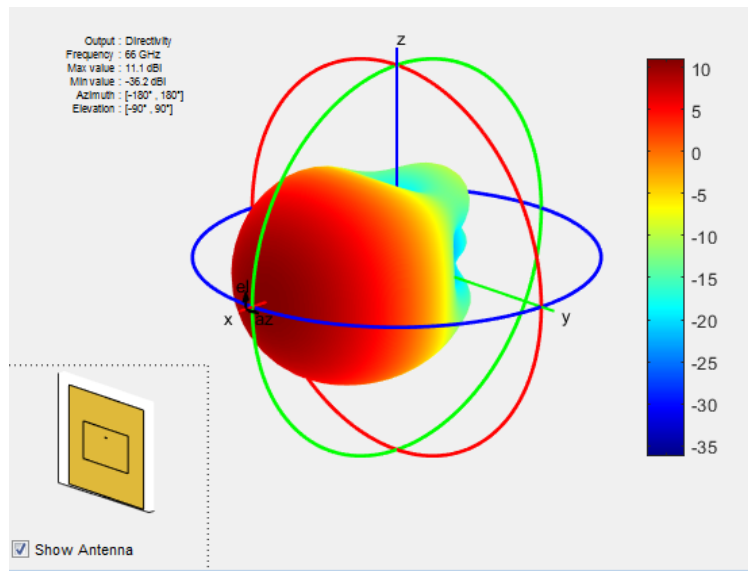 Output : Directivity
Frequency : 66 GHz
Max value : 11.1 dBi
Min value : -36.2 dBi
Azimuth : [-180° , 180°]
Elevation : [-90° , 90°]
z
10
5
0
-5
-10
-15
-20
-25
-30
-35
el
x az
y
Show Antenna